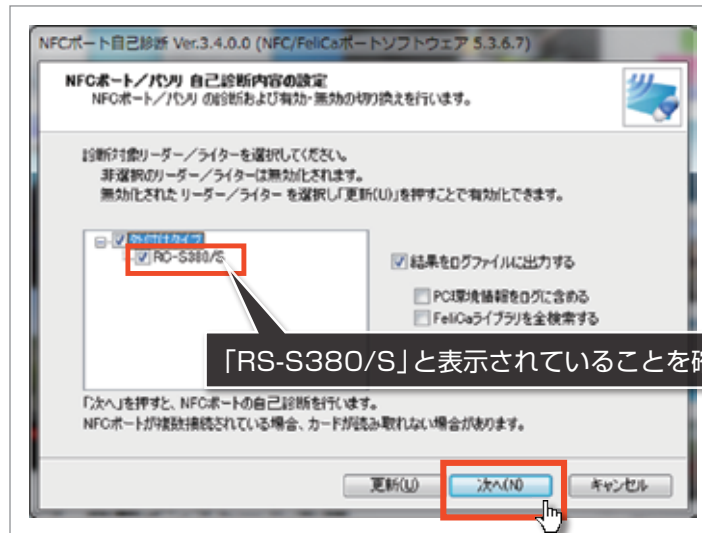 NFCポート自己診断 Ver.3.4.0.0 (NFC/FeliCaポートソフトウェア 5.3.6.7)
NFCポート／パソリ 自己診断内容の設定
NFCポート／パソリ の診断および有効・無効の切り換えを行います。
診断対象リーダー／ライターを選択してください。
非選択のリーダー／ライターは無効化されます。
無効化された リーダー／ライター を選択し「更新(U)」を押すことで有効化できます。
外付けタイプ
RC-S380/S
結果をログファイルに出力する
PC環境情報をログに含める
FeliCaライブラリを全検索する
「RS-S380/S」と表示されていることを確
「次へ」を押すと、NFCポートの自己診断を行います。
NFCポートが複数接続されている場合、カードが読み取れない場合があります。
更新(U) 次へ(N) キャンセル